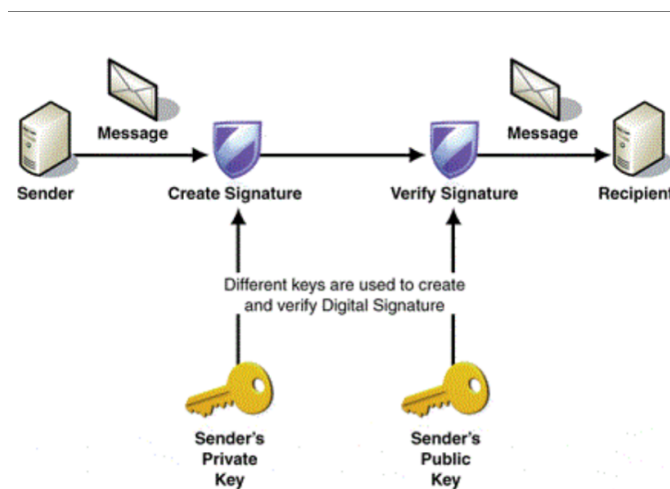 Message
Message
Sender
Create Signature
Verify Signature
Recipient
Different keys are used to create
and verify Digital Signature
Sender's
Private
Key
Sender's
Public
Key